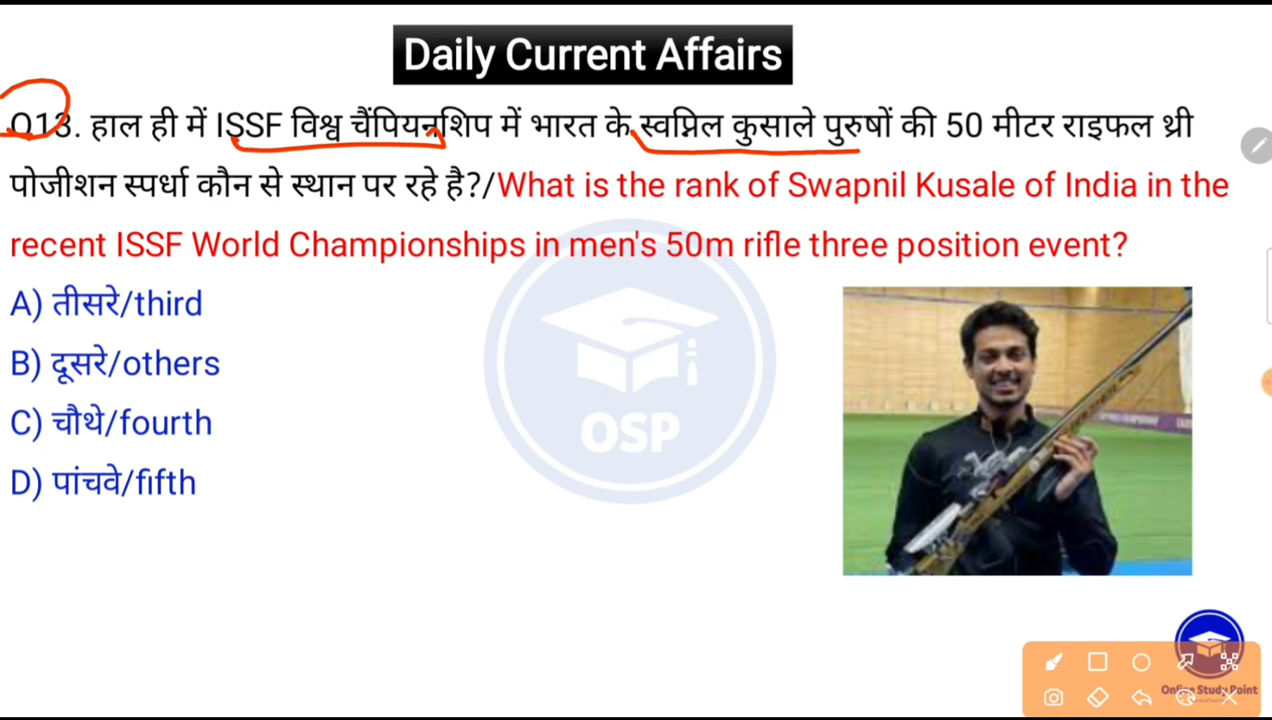 Daily Current Affairs
Q13. हाल ही में ISSF विश्व चैंपियनशिप में भारत के स्वप्निल कुसाले पुरुषों की 50 मीटर राइफल थ्री
पोजीशन स्पर्धा कौन से स्थान पर रहे है?/What is the rank of Swapnil Kusale of India in the
recent ISSF World Championships in men's 50m rifle three position event?
A) तीसरे/third
B) दूसरे/others
C) चौथे/fourth
D) पांचवे/fifth
OSP
Online Study Point